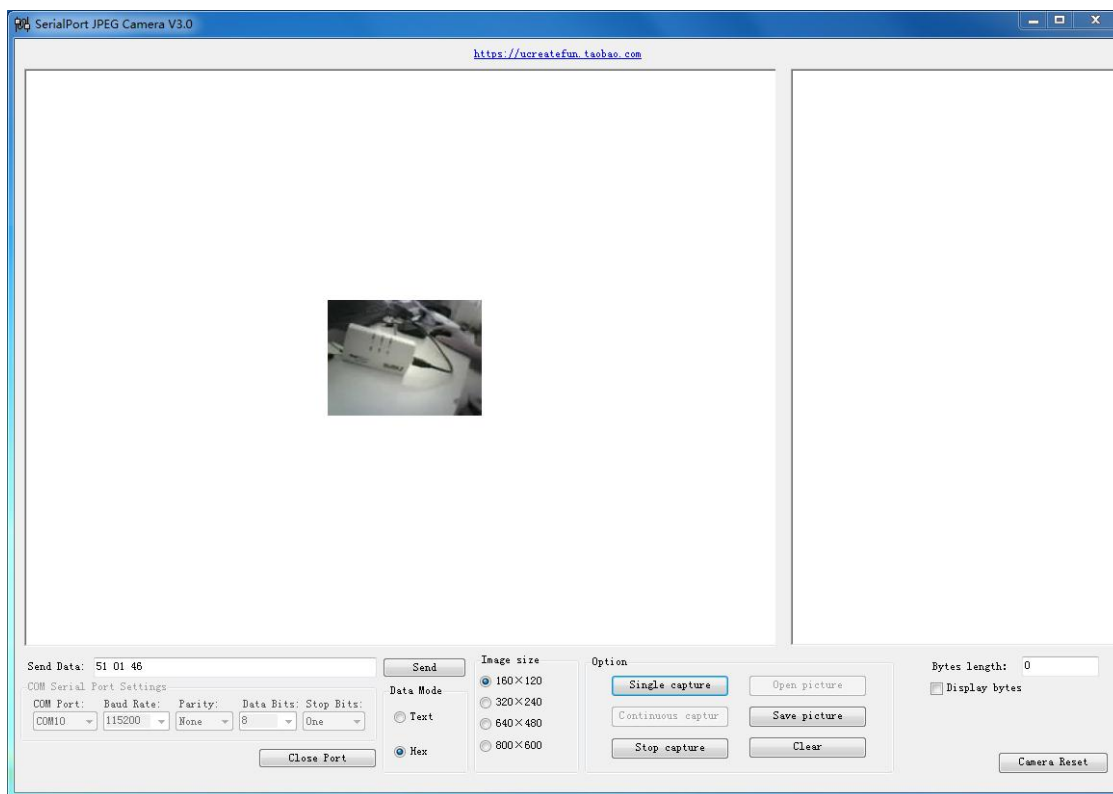 SerialPort JPEG Camera V3.0
https://ucreatefun.taobao.com
Send Data: 51 01 46 Send
COM Serial Port Settings
COM Port: Baud Rate: Parity: Data Bits: Stop Bits:
COM10 115200 None 8 One
Close Port
Data Mode
Text
Hex
Image size
160×120
320×240
640×480
800×600
Option
Single capture Open picture
Continuous captur Save picture
Stop capture Clear
Bytes length: 0
Display bytes
Camera Reset